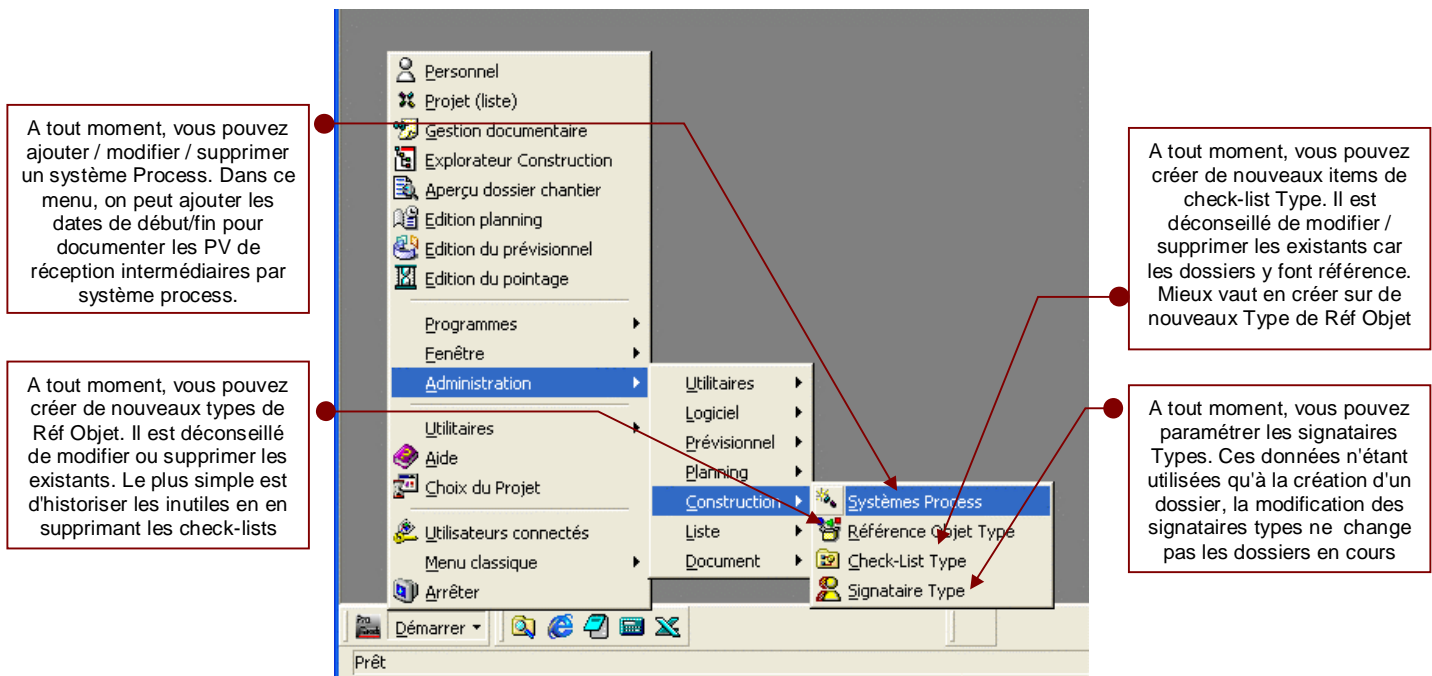 A tout moment, vous pouvez
ajouter / modifier / supprimer
un système Process. Dans ce
menu, on peut ajouter les
dates de début/fin pour
documenter les PV de
réception intermédiaires par
système process.
A tout moment, vous pouvez
créer de nouveaux types de
Réf Objet. Il est déconseillé
de modifier ou supprimer les
existants. Le plus simple est
d'historiser les inutiles en en
supprimant les check-lists
Personnel
Projet (liste)
Gestion documentaire
Explorateur Construction
Aperçu dossier chantier
Edition planning
Edition du prévisionnel
Edition du pointage
Programmes
Fenêtre
Administration
Utilitaires
Aide
Choix du Projet
Utilisateurs connectés
Menu classique
Arrêter
Utilitaires
Logiciel
Prévisionnel
Planning
Construction
Liste
Document
Systèmes Process
Référence Objet Type
Check-List Type
Signataire Type
Démarrer
Prêt
A tout moment, vous pouvez
créer de nouveaux items de
check-list Type. Il est
déconseillé de modifier /
supprimer les existants car
les dossiers y font référence.
Mieux vaut en créer sur de
nouveaux Type de Réf Objet
A tout moment, vous pouvez
paramétrer les signataires
Types. Ces données n'étant
utilisées qu'à la création d'un
dossier, la modification des
signataires types ne change
pas les dossiers en cours